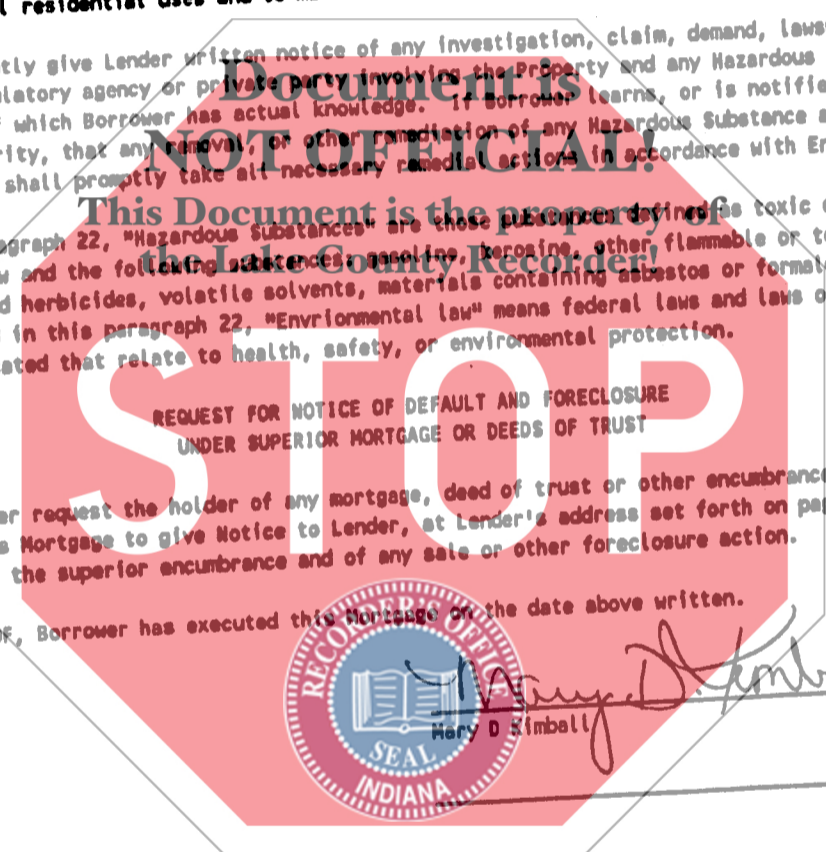 l residential uses and to m
tly give Lender written notice of any investigation, claim, demand, laws
ulatory agency or private party involving the Property and any Hazardous
f which Borrower has actual knowledge. If Borrower learns, or is notifie
rity, that any removal, or other remediation of any Hazardous Substance a
shall promptly take all necessary remedial actions in accordance with En
agraph 22, "Hazardous Substances" are those substances defined as toxic o
w and the following substances: gasoline, kerosine, other flammable or t
d herbicides, volatile solvents, materials containing asbestos or formal
in this paragraph 22, "Envrionmental law" means federal laws and laws o
ated that relate to health, safety, or environmental protection.
REQUEST FOR NOTICE OF DEFAULT AND FORECLOSURE
UNDER SUPERIOR MORTGAGE OR DEEDS OF TRUST
er request the holder of any mortgage, deed of trust or other encumbrance
s Mortgage to give Notice to Lender, at Lender's address set forth on pa
the superior encumbrance and of any sale or other foreclosure action.
OF, Borrower has executed this Mortgage on the date above written.
Mary D Kimb
Mary D Kimball
Document is
NOT OFFICIAL!
This Document is the property of
the Lake County Recorder!
STOP
RECORDER'S OFFICE
SEAL
INDIANA